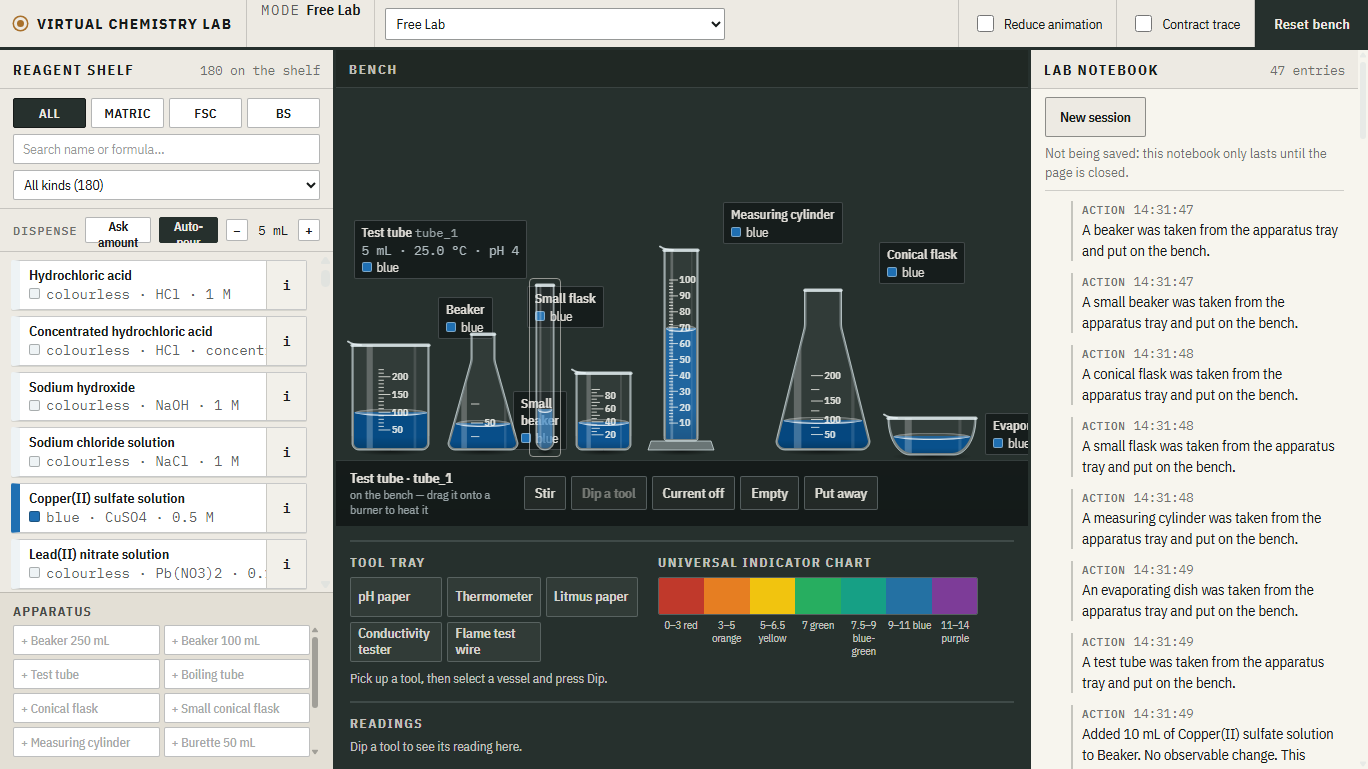 VIRTUAL CHEMISTRY LAB
MODE Free Lab
Free Lab
Reduce animation
Contract trace
Reset bench
REAGENT SHELF
180 on the shelf
ALL
MATRIC
FSC
BS
Search name or formula...
All kinds (180)
DISPENSE
Ask amount
Auto-pour
− 5 mL +
Hydrochloric acid
colourless · HCl · 1 M
i
Concentrated hydrochloric acid
colourless · HCl · concent
i
Sodium hydroxide
colourless · NaOH · 1 M
i
Sodium chloride solution
colourless · NaCl · 1 M
i
Copper(II) sulfate solution
blue · CuSO4 · 0.5 M
i
Lead(II) nitrate solution
colourless · Pb(NO3)2 · 0.
i
APPARATUS
+ Beaker 250 mL
+ Beaker 100 mL
+ Test tube
+ Boiling tube
+ Conical flask
+ Small conical flask
+ Measuring cylinder
+ Burette 50 mL
BENCH
Test tube tube_1
5 mL · 25.0 °C · pH 4
blue
Beaker
blue
Small flask
blue
Small beaker
blue
Measuring cylinder
blue
Conical flask
blue
Evapo
blue
200
150
100
50
50
80
60
40
20
100
90
80
70
60
50
40
30
20
10
200
150
100
50
Test tube · tube_1
on the bench — drag it onto a
burner to heat it
Stir
Dip a tool
Current off
Empty
Put away
TOOL TRAY
pH paper
Thermometer
Litmus paper
Conductivity
tester
Flame test
wire
Pick up a tool, then select a vessel and press Dip.
UNIVERSAL INDICATOR CHART
0–3 red
3–5
orange
5–6.5
yellow
7 green
7.5–9
blue-
green
9–11 blue
11–14
purple
READINGS
Dip a tool to see its reading here.
LAB NOTEBOOK
47 entries
New session
Not being saved: this notebook only lasts until the
page is closed.
ACTION 14:31:47
A beaker was taken from the apparatus tray
and put on the bench.
ACTION 14:31:47
A small beaker was taken from the
apparatus tray and put on the bench.
ACTION 14:31:48
A conical flask was taken from the
apparatus tray and put on the bench.
ACTION 14:31:48
A small flask was taken from the apparatus
tray and put on the bench.
ACTION 14:31:48
A measuring cylinder was taken from the
apparatus tray and put on the bench.
ACTION 14:31:49
An evaporating dish was taken from the
apparatus tray and put on the bench.
ACTION 14:31:49
A test tube was taken from the apparatus
tray and put on the bench.
ACTION 14:31:49
Added 10 mL of Copper(II) sulfate solution
to Beaker. No observable change. This